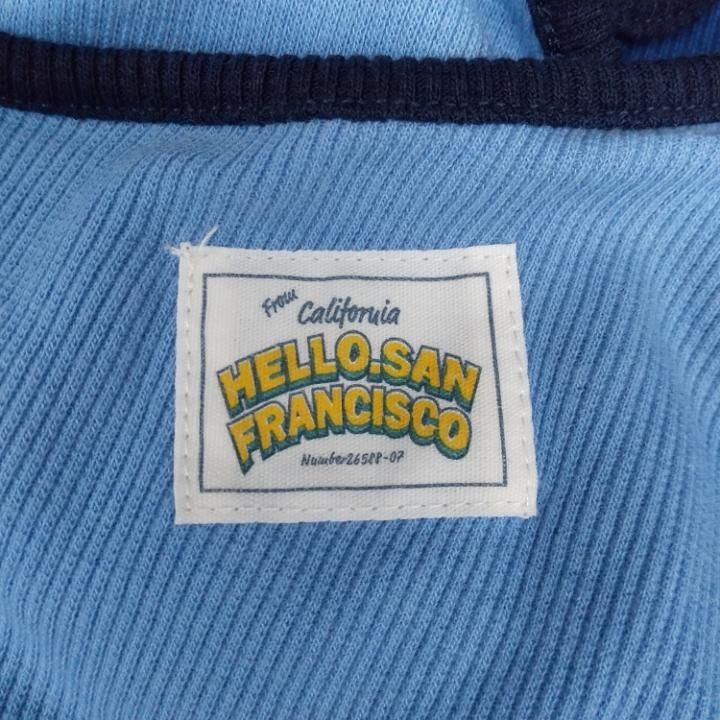 From California
HELLO.SAN
FRANCISCO
Number26588-07